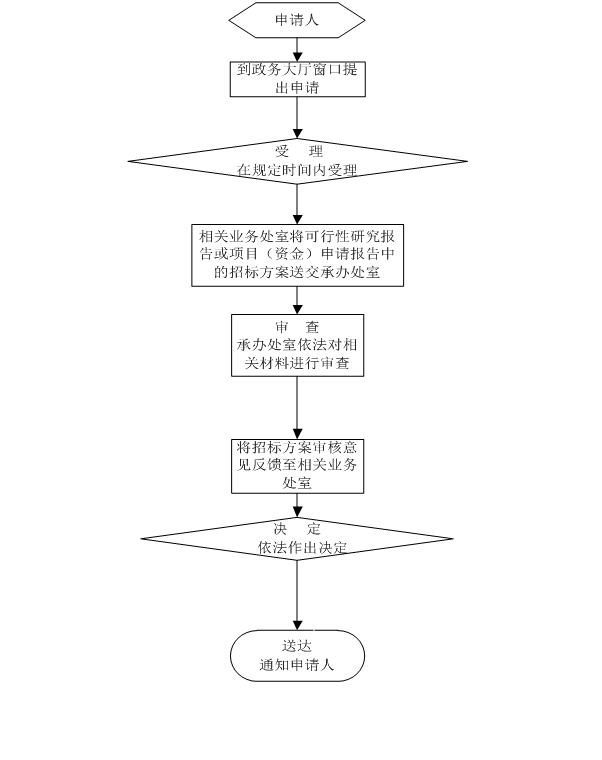 申请人
到政务大厅窗口提
出申请
受 理
在规定时间内受理
相关业务处室将可行性研究报
告或项目（资金）申请报告中
的招标方案送交承办处室
审 查
承办处室依法对相
关材料进行审查
将招标方案审核意
见反馈至相关业务
处室
决 定
依法作出决定
送达
通知申请人